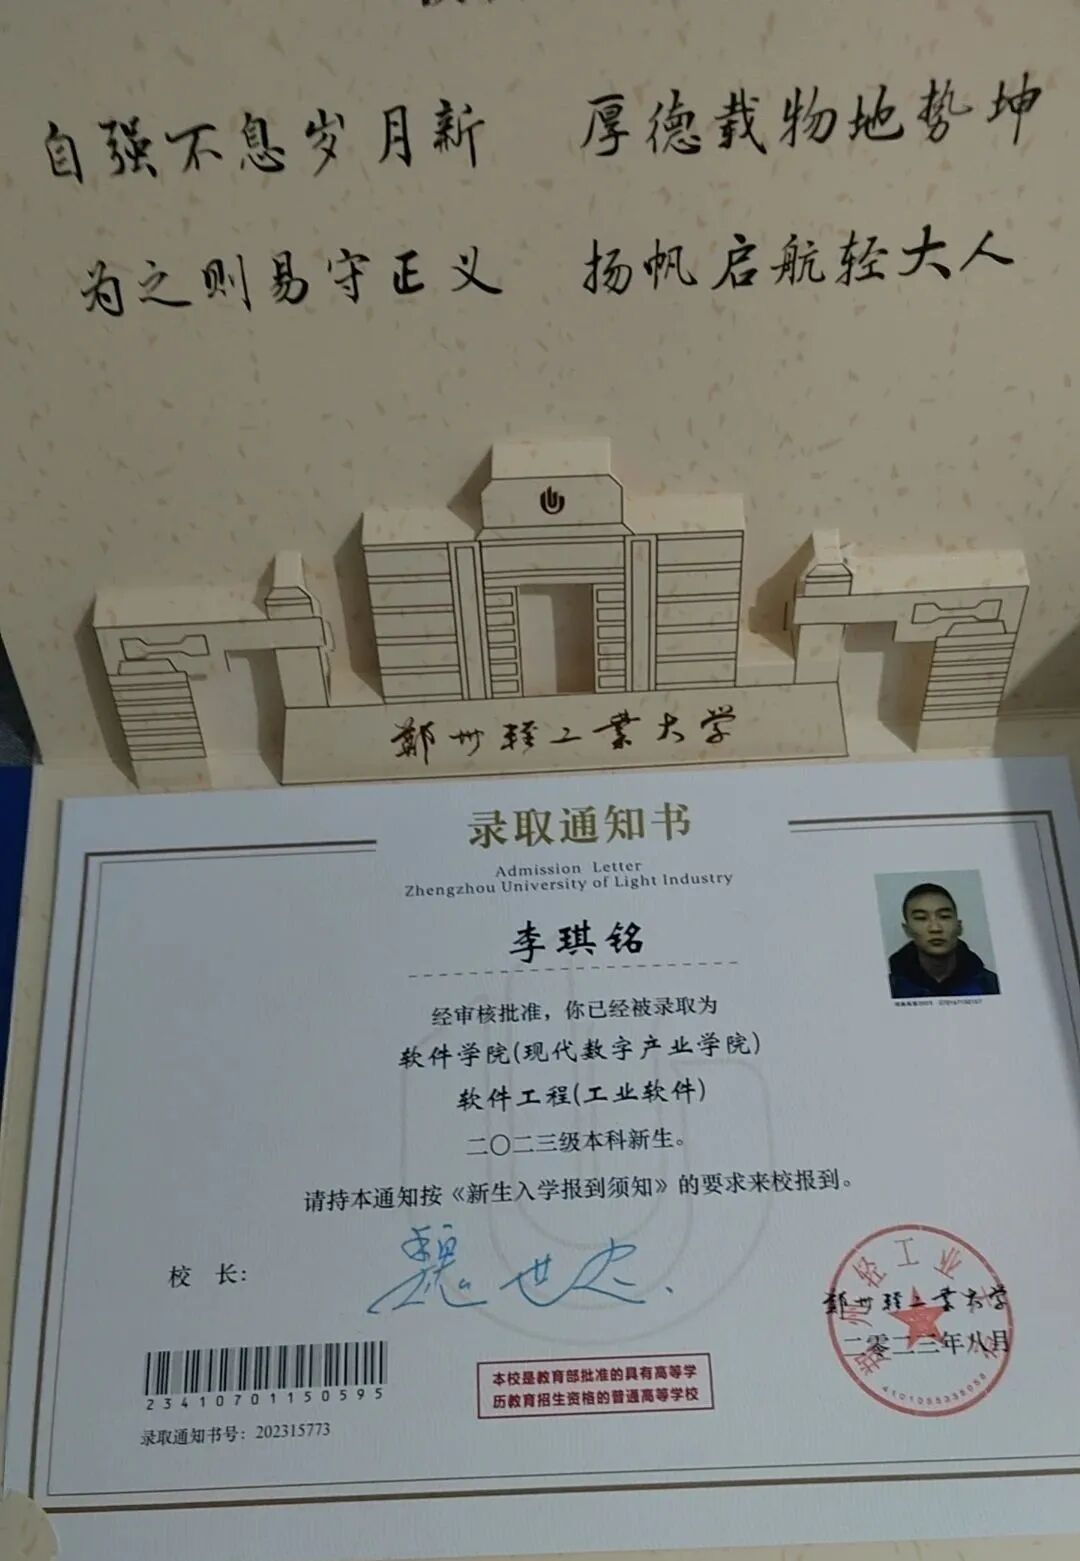 自强不息岁月新 厚德载物地势坤
为之则易守正义 扬帆启航轻大人
郑州轻工业大学
录取通知书
Admission Letter
Zhengzhou University of Light Industry
李琪铭
经审核批准，你已经被录取为
软件学院(现代数字产业学院)
软件工程(工业软件)
二〇二三级本科新生。
请持本通知按《新生入学报到须知》的要求来校报到。
校 长：
魏世忠
郑州轻工业大学
二零二三年八月
4101055338058
23410701150595
录取通知书号：202315773
本校是教育部批准的具有高等学
历教育招生资格的普通高等学校